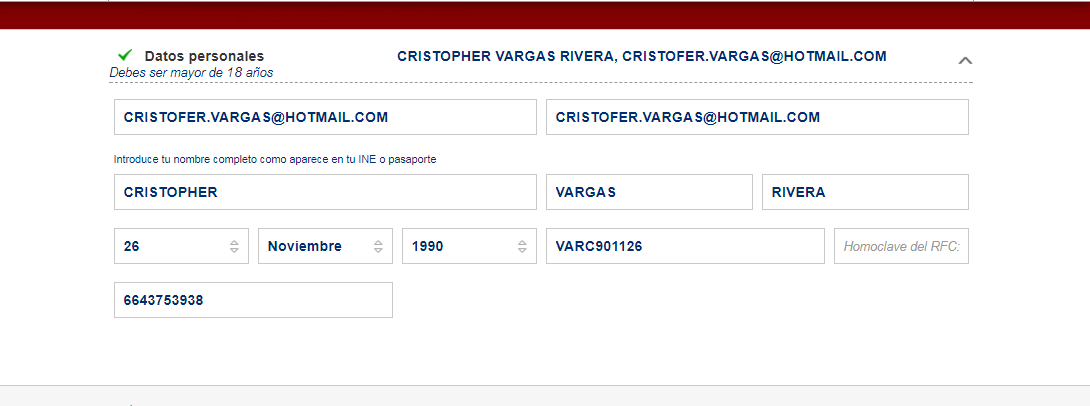 Datos personales CRISTOPHER VARGAS RIVERA, CRISTOFER.VARGAS@HOTMAIL.COM
Debes ser mayor de 18 años
CRISTOFER.VARGAS@HOTMAIL.COM CRISTOFER.VARGAS@HOTMAIL.COM
Introduce tu nombre completo como aparece en tu INE o pasaporte
CRISTOPHER VARGAS RIVERA
26 Noviembre 1990 VARC901126 Homoclave del RFC:
6643753938